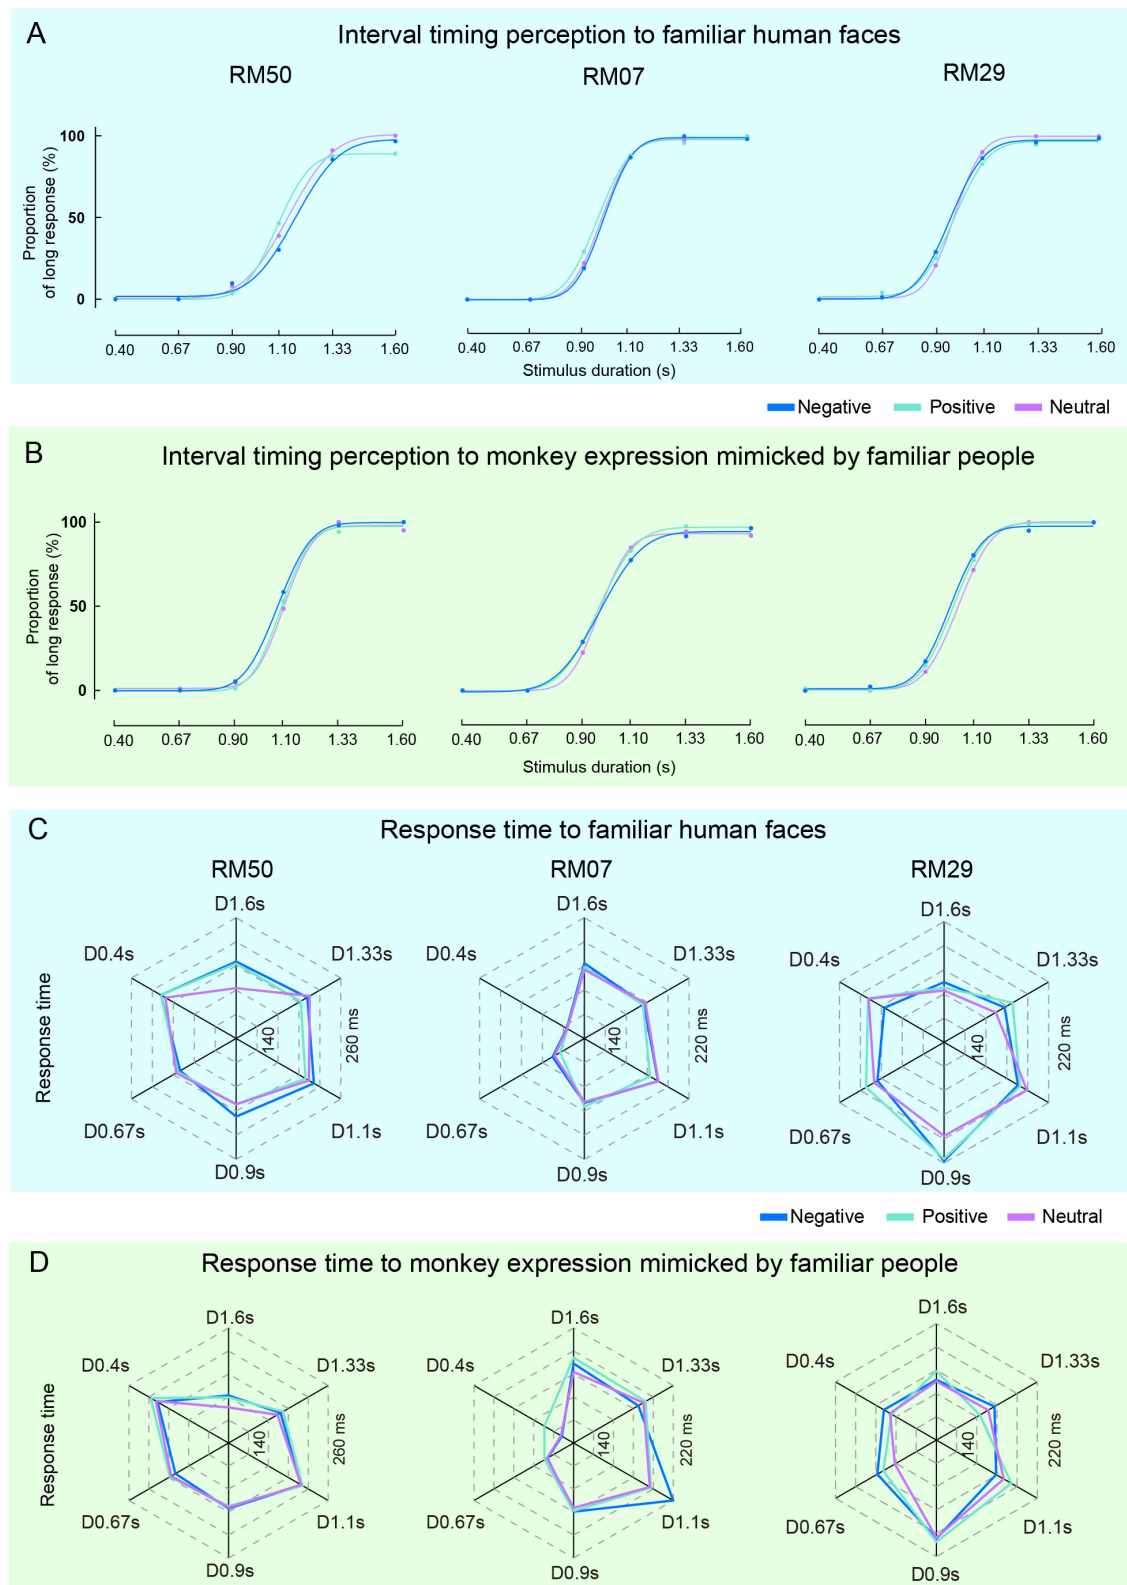 A
Interval timing perception to familiar human faces
RM50
RM07
RM29
Proportion
of long response (%)
100
50
0
0.40 0.67 0.90 1.10 1.33 1.60
0.40 0.67 0.90 1.10 1.33 1.60
0.40 0.67 0.90 1.10 1.33 1.60
Stimulus duration (s)
Negative Positive Neutral
B
Interval timing perception to monkey expression mimicked by familiar people
Proportion
of long response (%)
100
50
0
0.40 0.67 0.90 1.10 1.33 1.60
0.40 0.67 0.90 1.10 1.33 1.60
0.40 0.67 0.90 1.10 1.33 1.60
Stimulus duration (s)
C
Response time to familiar human faces
Response time
RM50
D1.6s
D0.4s
D1.33s
140
260 ms
D0.67s
D1.1s
D0.9s
RM07
D1.6s
D0.4s
D1.33s
140
220 ms
D0.67s
D1.1s
D0.9s
RM29
D1.6s
D0.4s
D1.33s
140
220 ms
D0.67s
D1.1s
D0.9s
Negative Positive Neutral
D
Response time to monkey expression mimicked by familiar people
Response time
D1.6s
D0.4s
D1.33s
140
260 ms
D0.67s
D1.1s
D0.9s
D1.6s
D0.4s
D1.33s
140
220 ms
D0.67s
D1.1s
D0.9s
D1.6s
D0.4s
D1.33s
140
220 ms
D0.67s
D1.1s
D0.9s